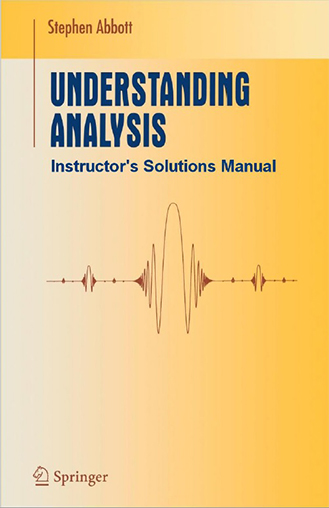 Stephen Abbott
UNDERSTANDING
ANALYSIS
Instructor's Solutions Manual
Springer